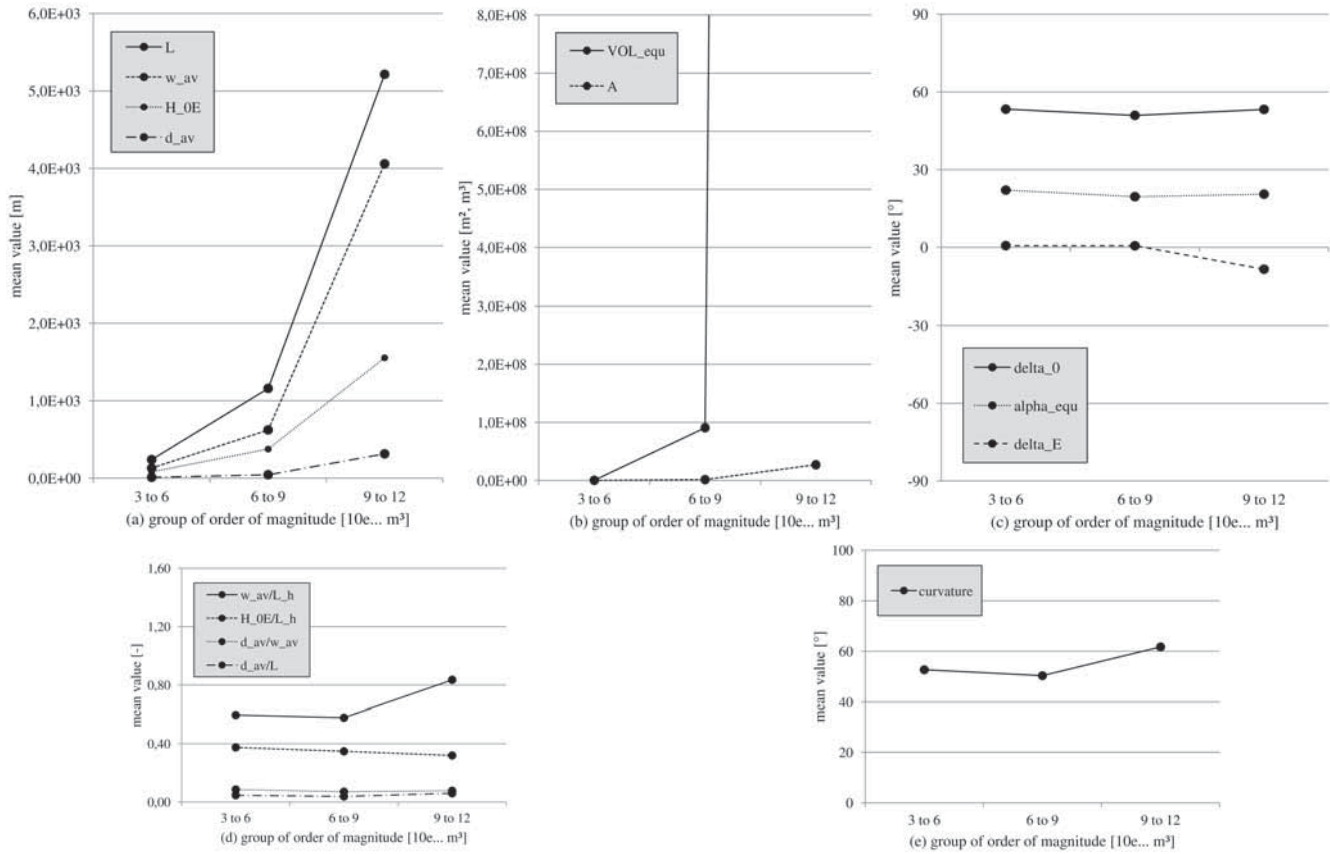 6,0E+03
5,0E+03
4,0E+03
3,0E+03
2,0E+03
1,0E+03
0,0E+00
mean value [m]
L
w_av
H_0E
d_av
3 to 6
6 to 9
9 to 12
(a) group of order of magnitude [10e... m³]
8,0E+08
7,0E+08
6,0E+08
5,0E+08
4,0E+08
3,0E+08
2,0E+08
1,0E+08
0,0E+00
mean value [m², m³]
VOL_equ
A
3 to 6
6 to 9
9 to 12
(b) group of order of magnitude [10e... m³]
90
60
30
0
-30
-60
-90
mean value [°]
delta_0
alpha_equ
delta_E
3 to 6
6 to 9
9 to 12
(c) group of order of magnitude [10e... m³]
1,60
1,20
0,80
0,40
0,00
mean value [-]
w_av/L_h
H_0E/L_h
d_av/w_av
d_av/L
3 to 6
6 to 9
9 to 12
(d) group of order of magnitude [10e... m³]
100
80
60
40
20
0
mean value [°]
curvature
3 to 6
6 to 9
9 to 12
(e) group of order of magnitude [10e... m³]